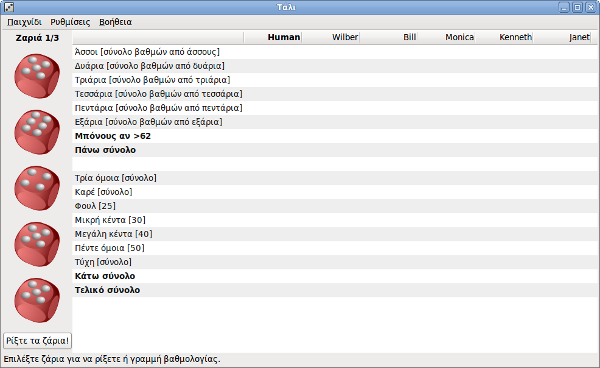 Τάλι
Παιχνίδι Ρυθμίσεις Βοήθεια
Ζαριά 1/3
Human Wilber Bill Monica Kenneth Janet
Άσσοι [σύνολο βαθμών από άσσους]
Δυάρια [σύνολο βαθμών από δυάρια]
Τριάρια [σύνολο βαθμών από τριάρια]
Τεσσάρια [σύνολο βαθμών από τεσσάρια]
Πεντάρια [σύνολο βαθμών από πεντάρια]
Εξάρια [σύνολο βαθμών από εξάρια]
Μπόνους αν >62
Πάνω σύνολο
Τρία όμοια [σύνολο]
Καρέ [σύνολο]
Φουλ [25]
Μικρή κέντα [30]
Μεγάλη κέντα [40]
Πέντε όμοια [50]
Τύχη [σύνολο]
Κάτω σύνολο
Τελικό σύνολο
Ρίξτε τα ζάρια!
Επιλέξτε ζάρια για να ρίξετε ή γραμμή βαθμολογίας.